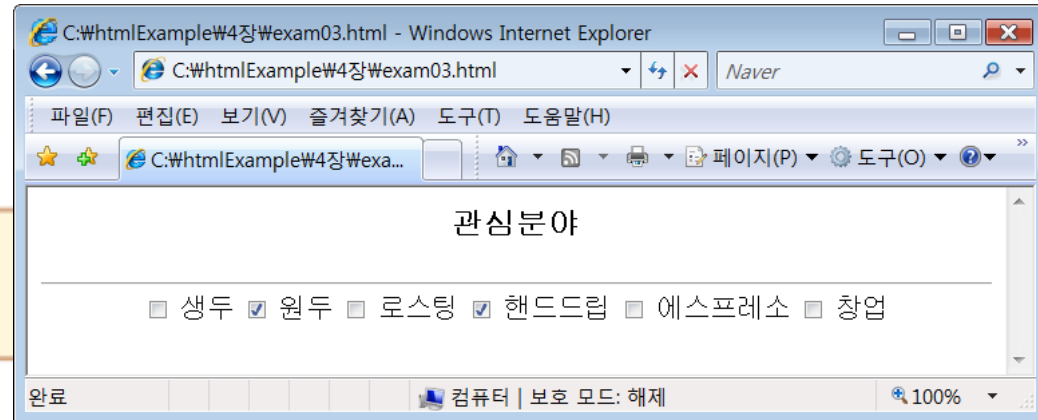 C:₩htmlExample₩4장₩exam03.html - Windows Internet Explorer
C:₩htmlExample₩4장₩exam03.html Naver
파일(F) 편집(E) 보기(V) 즐겨찾기(A) 도구(T) 도움말(H)
C:₩htmlExample₩4장₩exa... 페이지(P) 도구(O)
관심분야
생두 원두 로스팅 핸드드립 에스프레소 창업
완료 컴퓨터 | 보호 모드: 해제 100%